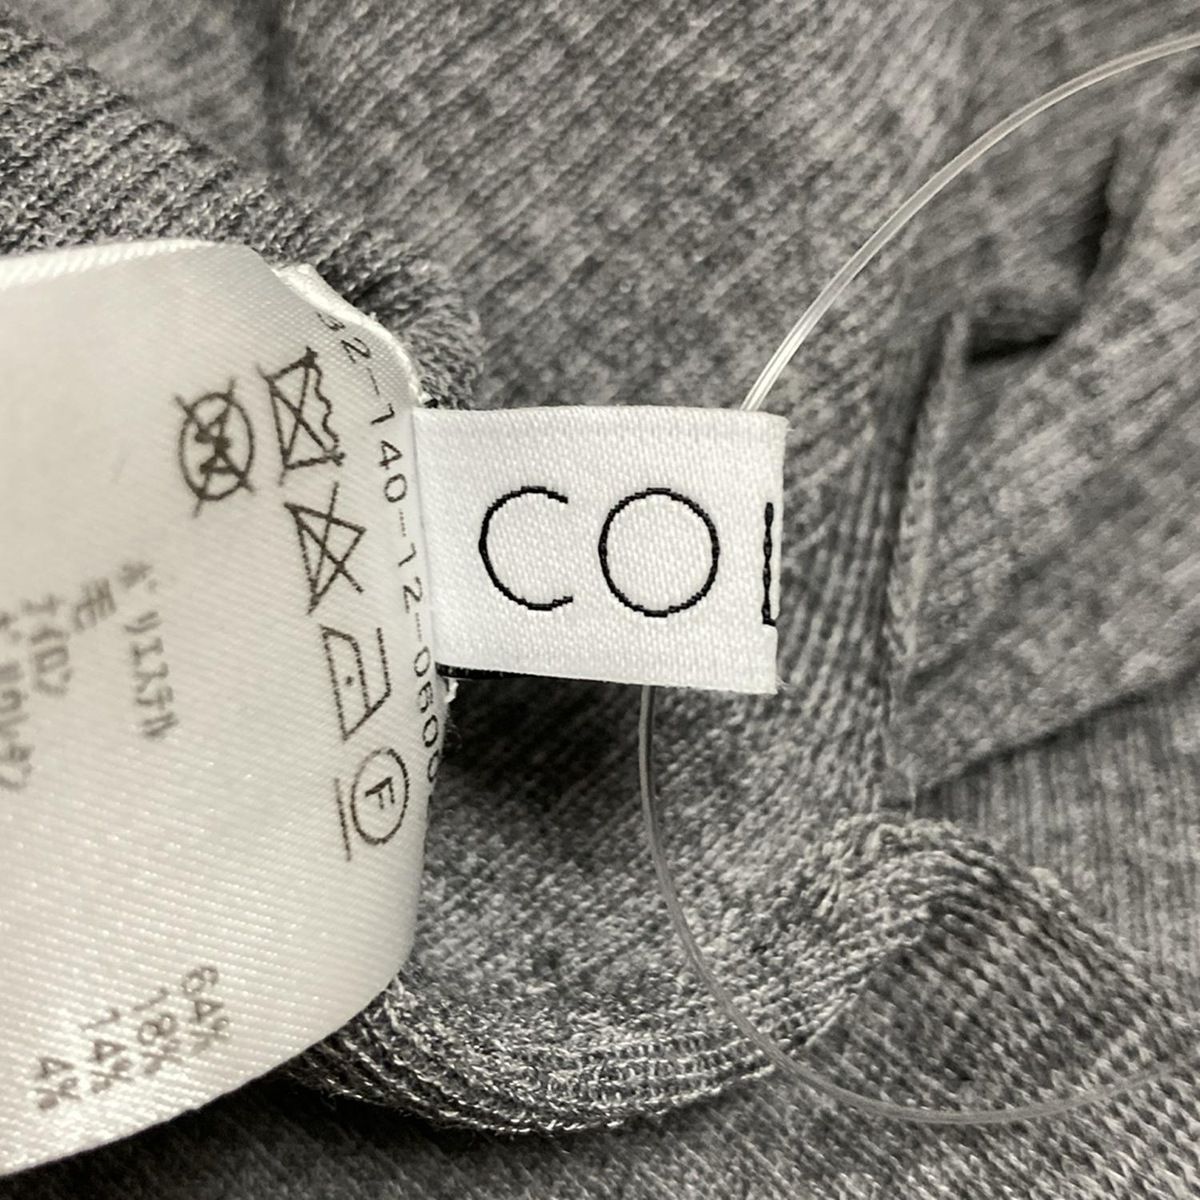 CO
32-140-12-060
F
ポリエステル 64%
毛 18%
ナイロン 14%
ポリウレタン 4%